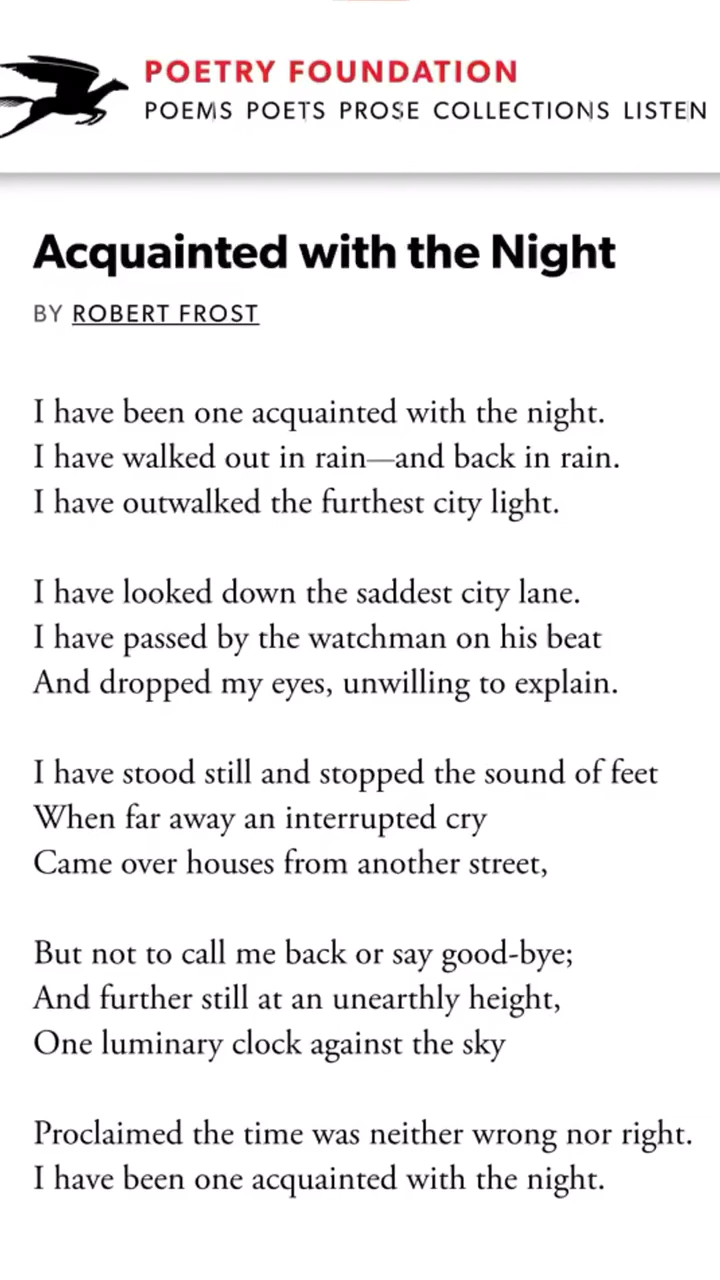 POETRY FOUNDATION
POEMS POETS PROSE COLLECTIONS LISTEN
Acquainted with the Night
BY ROBERT FROST
I have been one acquainted with the night.
I have walked out in rain—and back in rain.
I have outwalked the furthest city light.
I have looked down the saddest city lane.
I have passed by the watchman on his beat
And dropped my eyes, unwilling to explain.
I have stood still and stopped the sound of feet
When far away an interrupted cry
Came over houses from another street,
But not to call me back or say good-bye;
And further still at an unearthly height,
One luminary clock against the sky
Proclaimed the time was neither wrong nor right.
I have been one acquainted with the night.